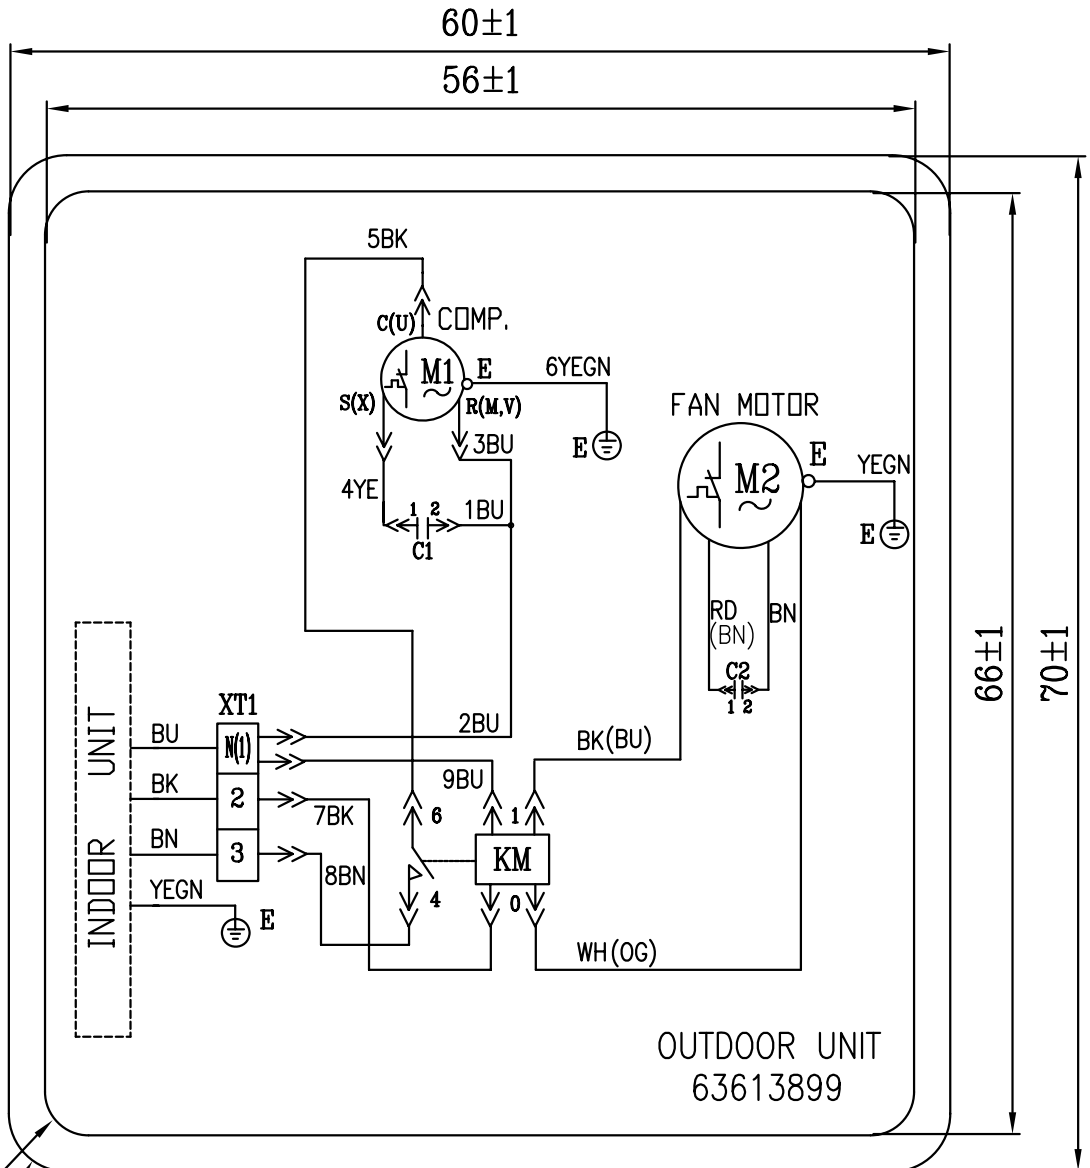 60±1
56±1
5BK
C(U) COMP.
M1
E
6YEGN
S(X)
R(M,V)
E
3BU
4YE
1 2
1BU
C1
FAN MOTOR
M2
E
YEGN
E
RD
(BN)
BN
C2
1 2
66±1
70±1
XT1
INDOOR UNIT
BU
N(1)
2BU
BK(BU)
BK
2
9BU
7BK
6
1
BN
3
KM
8BN
YEGN
4
0
E
WH(OG)
OUTDOOR UNIT
63613899